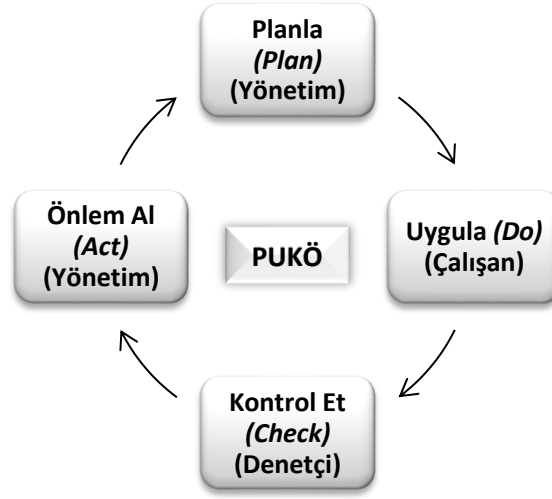 Planla
(Plan)
(Yönetim)
Önlem Al
(Act)
(Yönetim)
PUKÖ
Uygula (Do)
(Çalışan)
Kontrol Et
(Check)
(Denetçi)